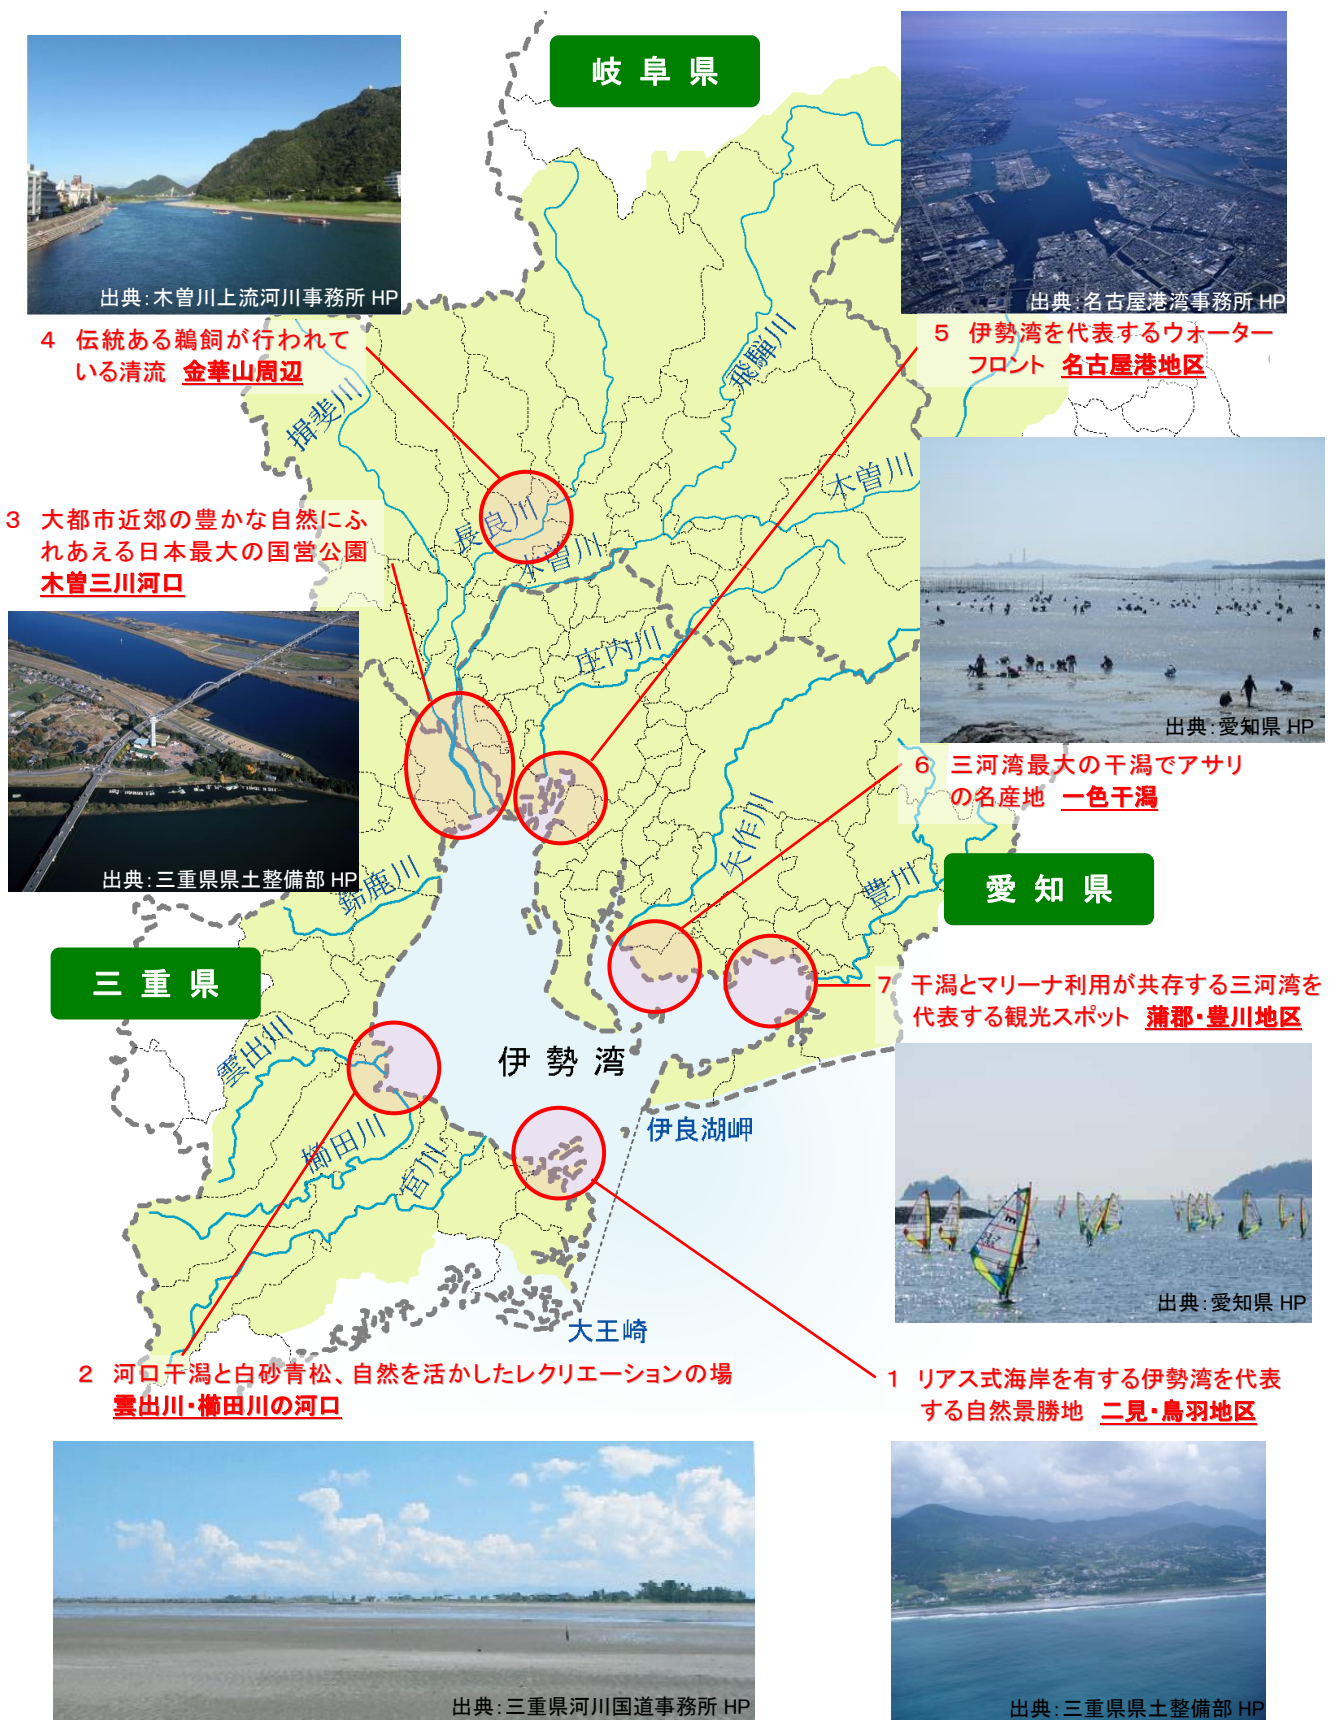 岐阜県
出典：木曽川上流河川事務所 HP
出典：名古屋港湾事務所 HP
4 伝統ある鵜飼が行われて
いる清流 金華山周辺
5 伊勢湾を代表するウォーター
フロント 名古屋港地区
飛騨川
揖斐川
木曽川
長良川
木曽川
3 大都市近郊の豊かな自然にふ
れあえる日本最大の国営公園
木曽三川河口
庄内川
出典：愛知県 HP
6 三河湾最大の干潟でアサリ
の名産地 一色干潟
矢作川
出典：三重県県土整備部 HP
鈴鹿川
豊川
愛知県
三重県
7 干潟とマリーナ利用が共存する三河湾を
代表する観光スポット 蒲郡・豊川地区
雲出川
伊勢湾
伊良湖岬
櫛田川
宮川
出典：愛知県 HP
大王崎
2 河口干潟と白砂青松、自然を活かしたレクリエーションの場
雲出川・櫛田川の河口
1 リアス式海岸を有する伊勢湾を代表
する自然景勝地 二見・鳥羽地区
出典：三重県河川国道事務所 HP
出典：三重県県土整備部 HP